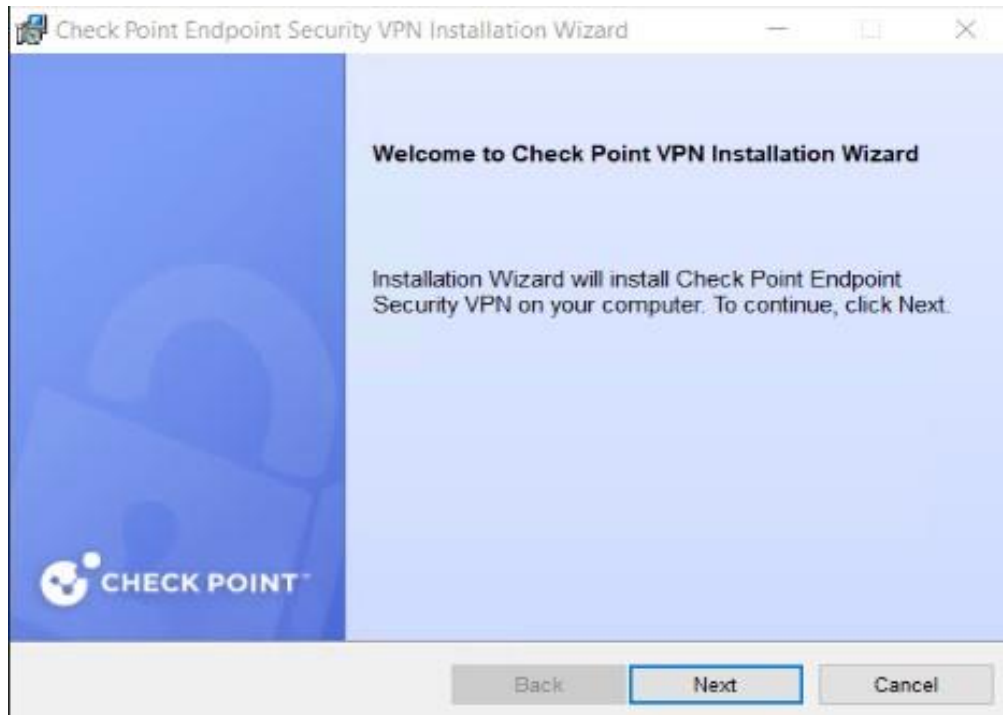 Check Point Endpoint Security VPN Installation Wizard
Welcome to Check Point VPN Installation Wizard
Installation Wizard will install Check Point Endpoint
Security VPN on your computer. To continue, click Next.
CHECK POINT
Back Next Cancel